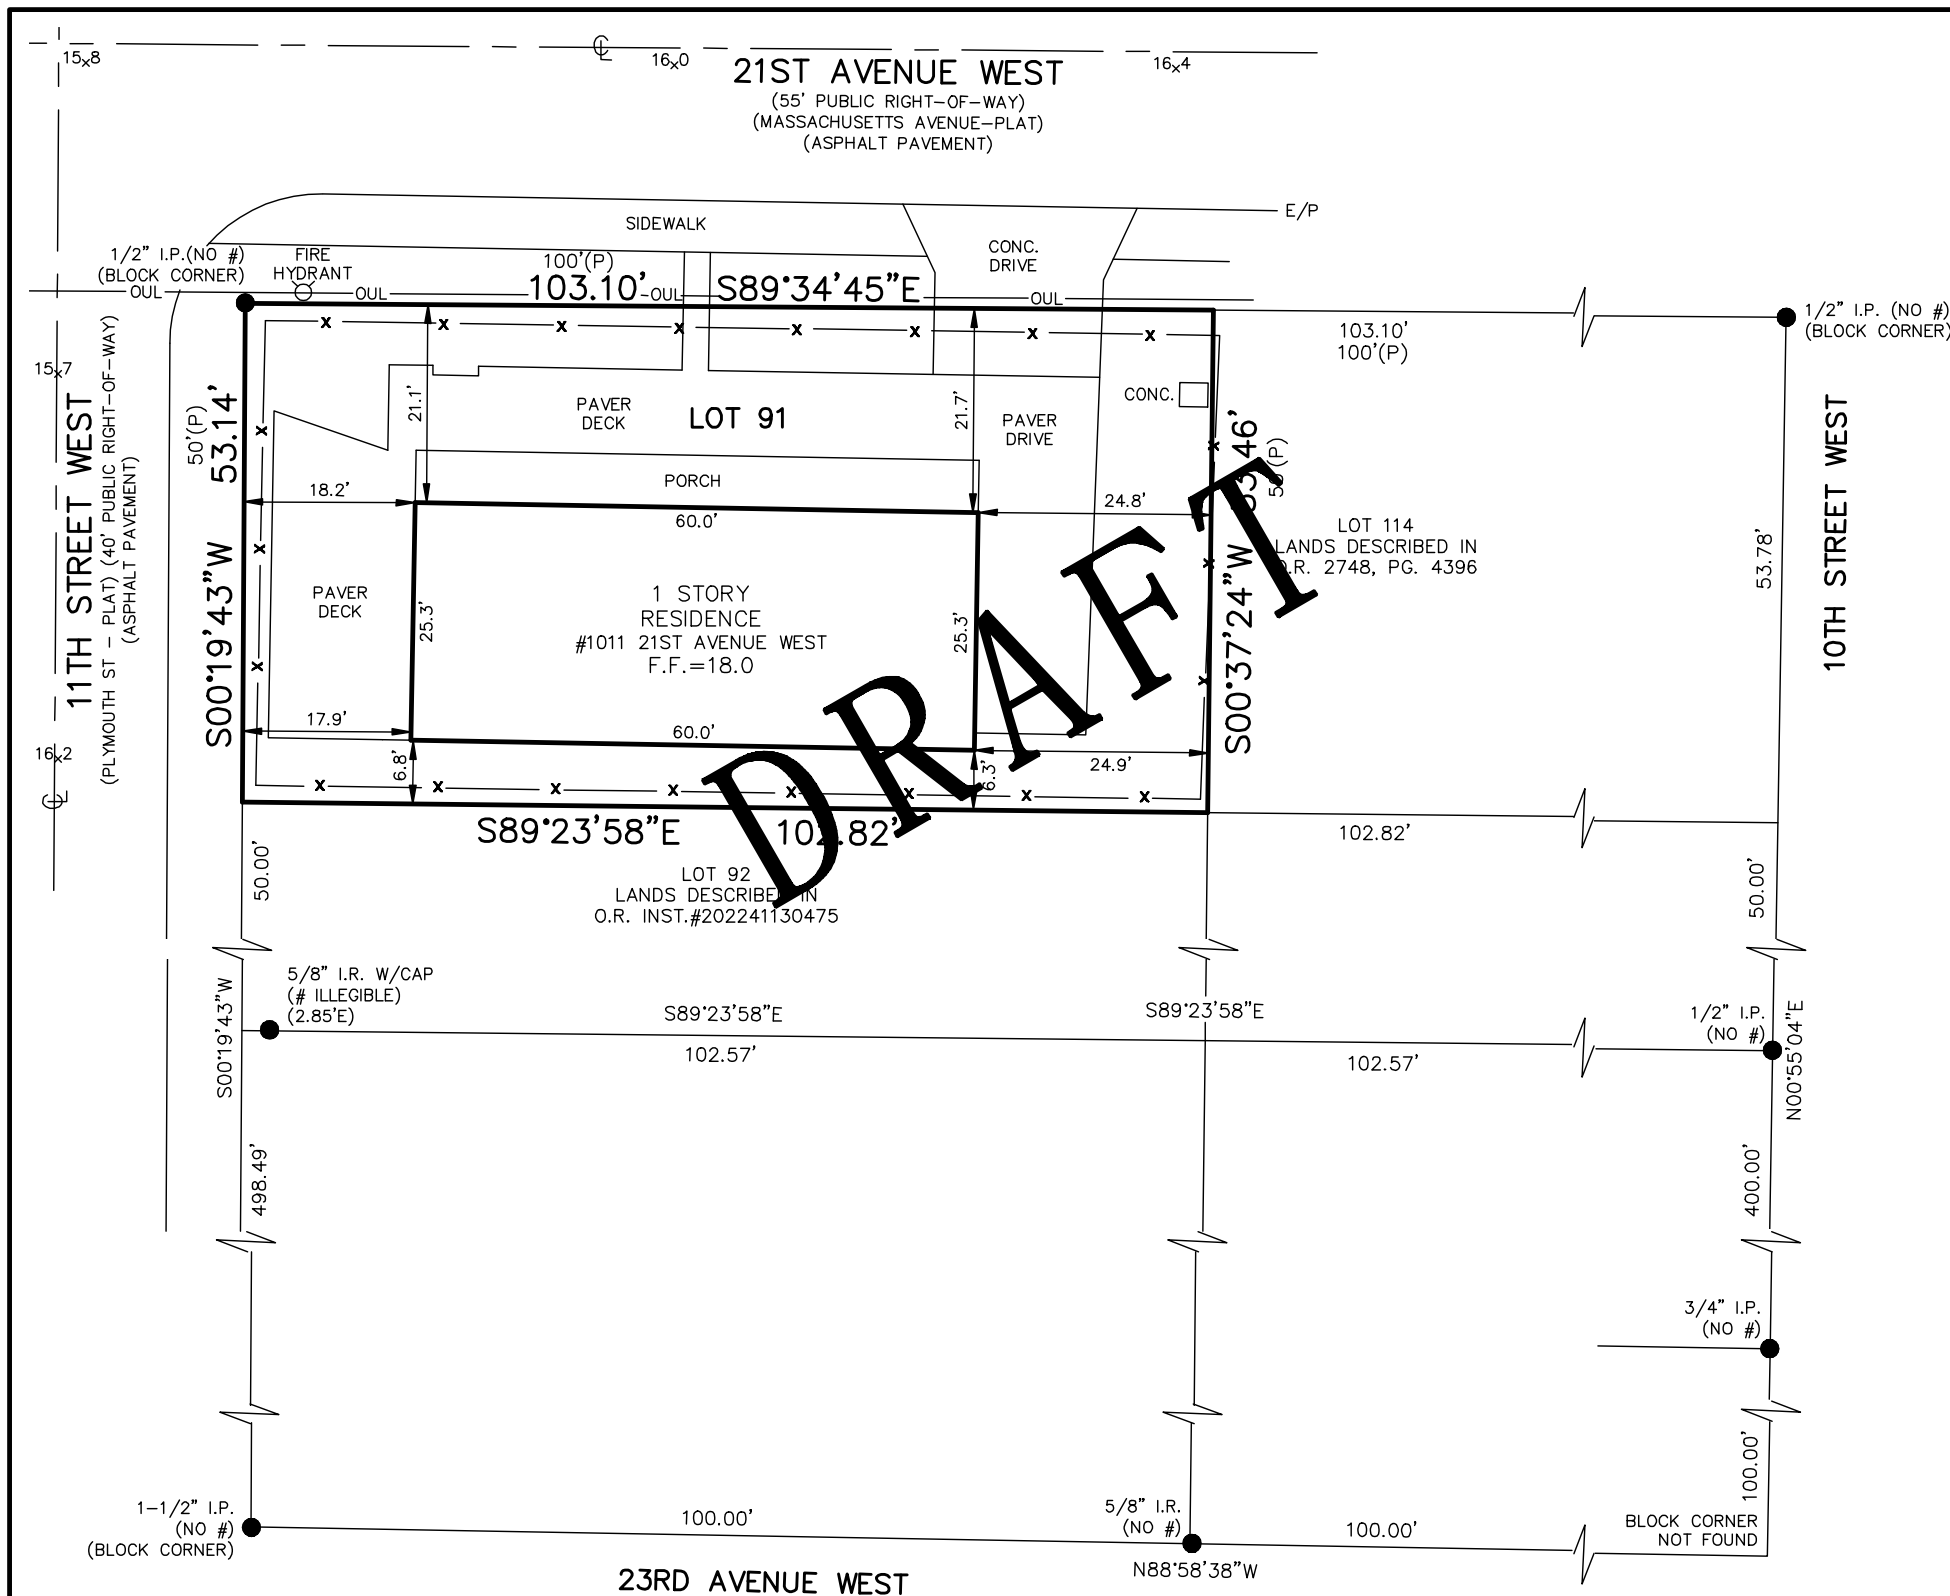 15x8
16x0
16x4
21ST AVENUE WEST
(55' PUBLIC RIGHT-OF-WAY)
(MASSACHUSETTS AVENUE-PLAT)
(ASPHALT PAVEMENT)
E/P
SIDEWALK
CONC.
DRIVE
1/2" I.P.(NO #)
(BLOCK CORNER)
FIRE
HYDRANT
100'(P)
103.10'
S89°34'45"E
OUL
OUL
OUL
OUL
103.10'
100'(P)
1/2" I.P. (NO #)
(BLOCK CORNER)
15x7
11TH STREET WEST
(PLYMOUTH ST - PLAT) (40' PUBLIC RIGHT-OF-WAY)
(ASPHALT PAVEMENT)
16x2
50'(P)
53.14'
S00°19'43"W
21.1'
PAVER
DECK
LOT 91
21.7'
PAVER
DRIVE
CONC.
PORCH
18.2'
60.0'
24.8'
53.46'
50'(P)
S00°37'24"W
LOT 114
LANDS DESCRIBED IN
O.R. 2748, PG. 4396
53.78'
10TH STREET WEST
PAVER
DECK
25.3'
1 STORY
RESIDENCE
#1011 21ST AVENUE WEST
F.F.=18.0
25.3'
17.9'
60.0'
24.9'
6.8'
6.3'
DRAFT
S89°23'58"E
102.82'
102.82'
LOT 92
LANDS DESCRIBED IN
O.R. INST.#202241130475
50.00'
50.00'
5/8" I.R. W/CAP
(# ILLEGIBLE)
(2.85'E)
S00°19'43"W
S89°23'58"E
102.57'
S89°23'58"E
102.57'
1/2" I.P.
(NO #)
N00°55'04"E
498.49'
400.00'
3/4" I.P.
(NO #)
100.00'
1-1/2" I.P.
(NO #)
(BLOCK CORNER)
100.00'
5/8" I.R.
(NO #)
100.00'
BLOCK CORNER
NOT FOUND
N88°58'38"W
23RD AVENUE WEST